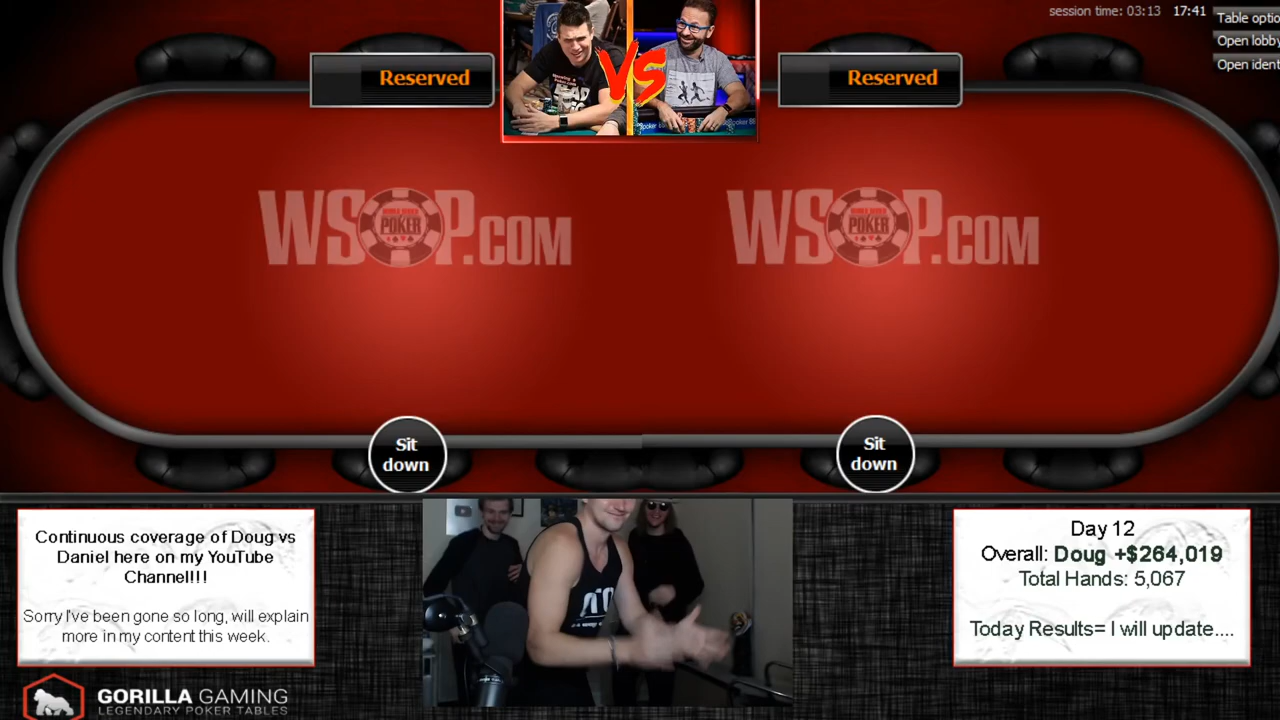 session time: 03:13 17:41
Table optio
Open lobby
Open ident
Reserved
VS
Reserved
WSOP.COM
POKER
WSOP.COM
POKER
Sit
down
Sit
down
Continuous coverage of Doug vs
Daniel here on my YouTube
Channel!!!
Sorry I've been gone so long, will explain
more in my content this week.
Day 12
Overall: Doug +$264,019
Total Hands: 5,067
Today Results= I will update....
GORILLA GAMING
LEGENDARY POKER TABLES